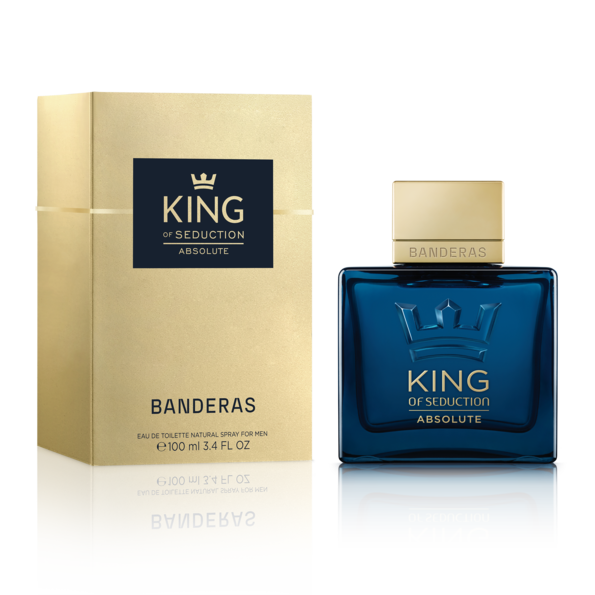 KING
OF SEDUCTION
ABSOLUTE
BANDERAS
EAU DE TOILETTE NATURAL SPRAY FOR MEN
℮100 ml 3.4 FL OZ
BANDERAS
KING
OF SEDUCTION
ABSOLUTE